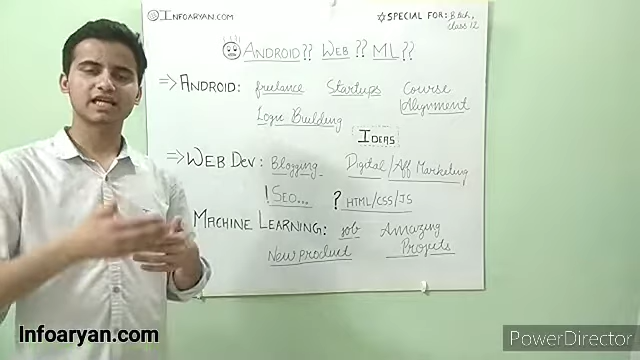 Infoaryan.com
☆ SPECIAL FOR: B.tech, class 12
ANDROID?? WEB?? ML??
⇒ ANDROID: freelance Startups Course Alignment
Logic Building
IDEAS
⇒ WEB DEV: Blogging Digital/Aff Marketing
! SEO... ? HTML/CSS/JS
MACHINE LEARNING: job Amazing Projects
New product
Infoaryan.com
PowerDirector